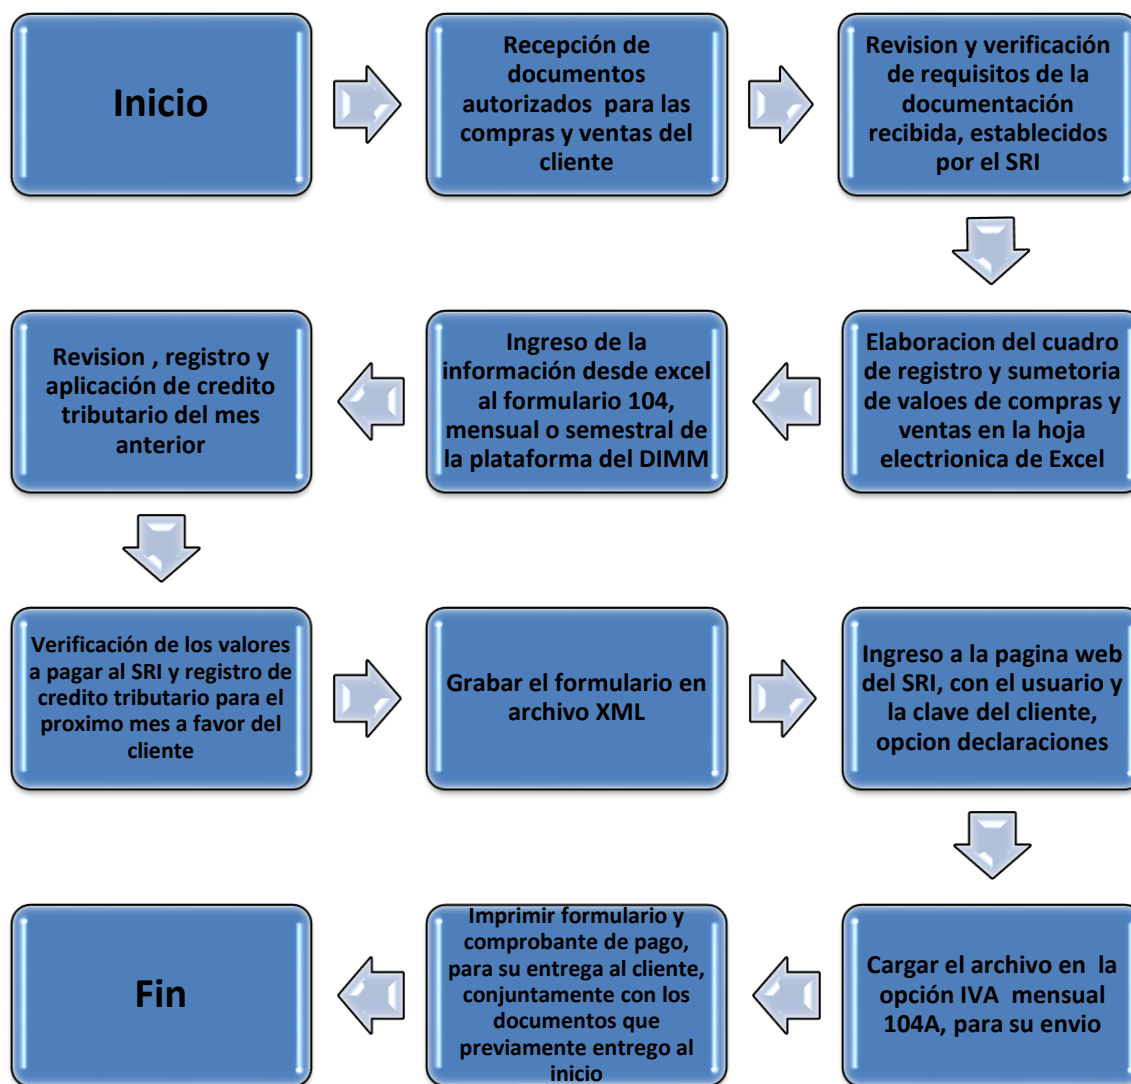 Inicio
Recepción de
documentos
autorizados para las
compras y ventas del
cliente
Revision y verificación
de requisitos de la
documentación
recibida, establecidos
por el SRI
Elaboracion del cuadro
de registro y sumetoria
de valoes de compras y
ventas en la hoja
electrionica de Excel
Ingreso de la
información desde excel
al formulario 104,
mensual o semestral de
la plataforma del DIMM
Revision , registro y
aplicación de credito
tributario del mes
anterior
Verificación de los valores
a pagar al SRI y registro de
credito tributario para el
proximo mes a favor del
cliente
Grabar el formulario en
archivo XML
Ingreso a la pagina web
del SRI, con el usuario y
la clave del cliente,
opcion declaraciones
Cargar el archivo en la
opción IVA mensual
104A, para su envio
Imprimir formulario y
comprobante de pago,
para su entrega al cliente,
conjuntamente con los
documentos que
previamente entrego al
inicio
Fin